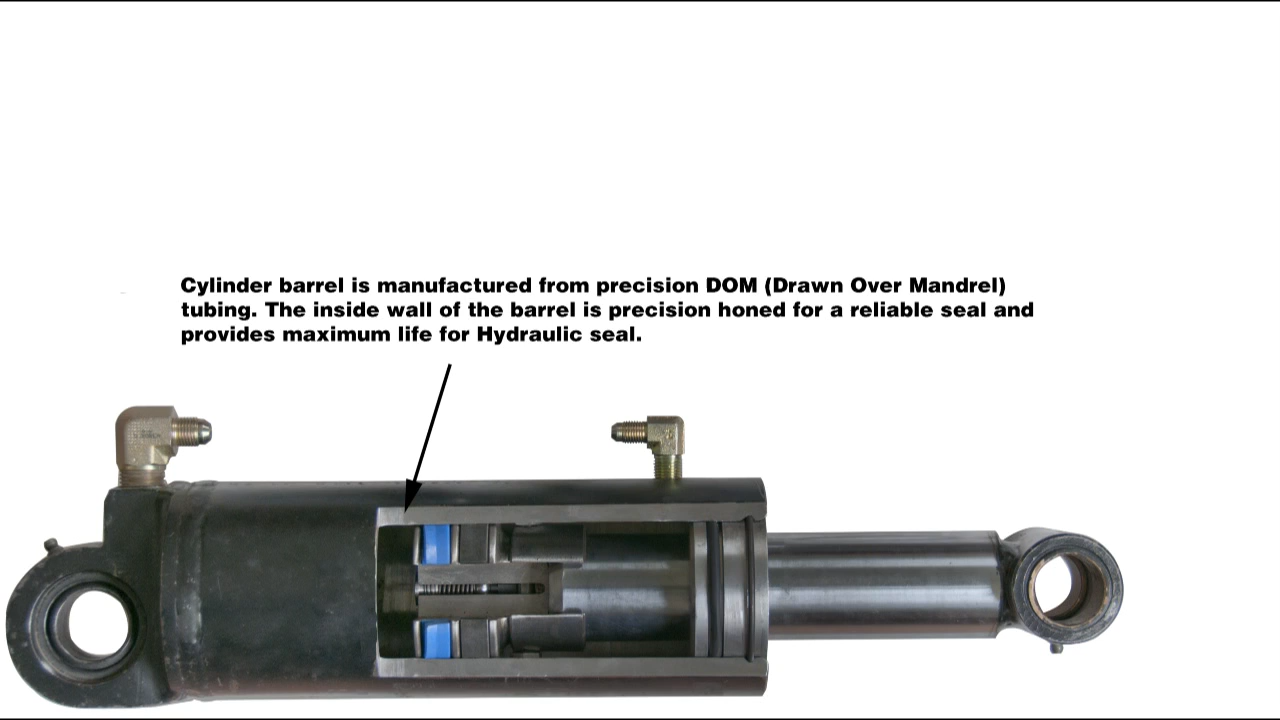 Cylinder barrel is manufactured from precision DOM (Drawn Over Mandrel)
tubing. The inside wall of the barrel is precision honed for a reliable seal and
provides maximum life for Hydraulic seal.